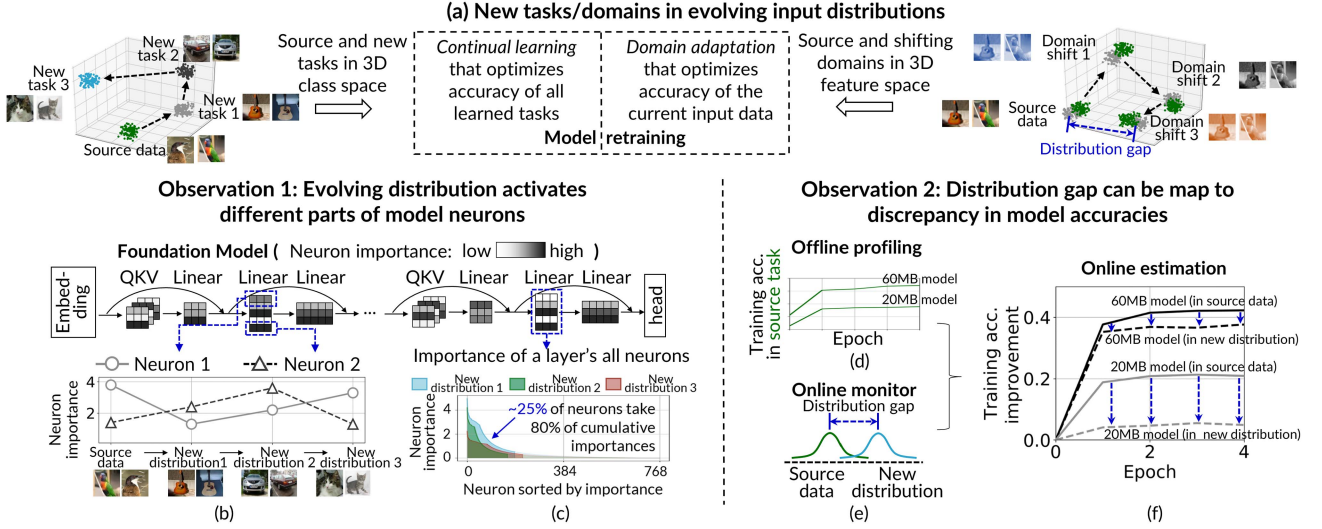 (a) New tasks/domains in evolving input distributions
New
task 2
New
task 3
New
task 1
Source data
Source and new
tasks in 3D
class space
Continual learning
that optimizes
accuracy of all
learned tasks
Domain adaptation
that optimizes
accuracy of the
current input data
Model retraining
Source and shifting
domains in 3D
feature space
Domain
shift 1
Domain
shift 2
Source
data
Domain
shift 3
Distribution gap
Observation 1: Evolving distribution activates
different parts of model neurons
Foundation Model ( Neuron importance: low high )
Embed-
ding
QKV Linear Linear Linear
...
QKV Linear Linear Linear
head
Neuron 1 Neuron 2
Neuron
importance
4
2
Source
data
New
distribution1
New
distribution 2
New
distribution 3
(b)
Importance of a layer's all neurons
New
distribution 1
New
distribution 2
New
distribution 3
Neuron
importance
4
2
0
~25% of neurons take
80% of cumulative
importances
0 384 768
Neuron sorted by importance
(c)
Observation 2: Distribution gap can be map to
discrepancy in model accuracies
Offline profiling
Training acc.
in source task
60MB model
20MB model
Epoch
(d)
Online monitor
Distribution gap
Source
data
New
distribution
(e)
Online estimation
Training acc.
improvement
0.4
0.2
0.0
60MB model (in source data)
60MB model (in new distribution)
20MB model (in source data)
20MB model (in new distribution)
0 2 4
Epoch
(f)